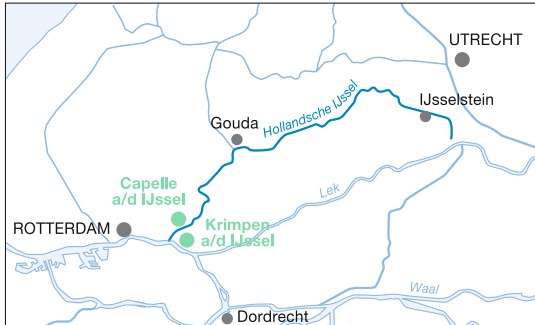 UTRECHT
IJsselstein
Hollandsche IJssel
Gouda
Capelle
a/d IJssel
Lek
ROTTERDAM
Krimpen
a/d IJssel
Waal
Dordrecht